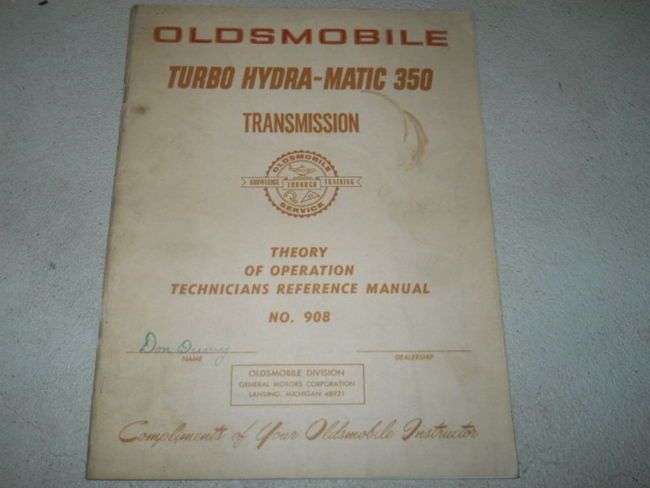 OLDSMOBILE
TURBO HYDRA-MATIC 350
TRANSMISSION
OLDSMOBILE
KNOWLEDGE THROUGH TRAINING
SERVICE
THEORY
OF OPERATION
TECHNICIANS REFERENCE MANUAL
NO. 908
Don
NAME DEALERSHIP
OLDSMOBILE DIVISION
GENERAL MOTORS CORPORATION
LANSING, MICHIGAN 48921
Compliments of Your Oldsmobile Instructor